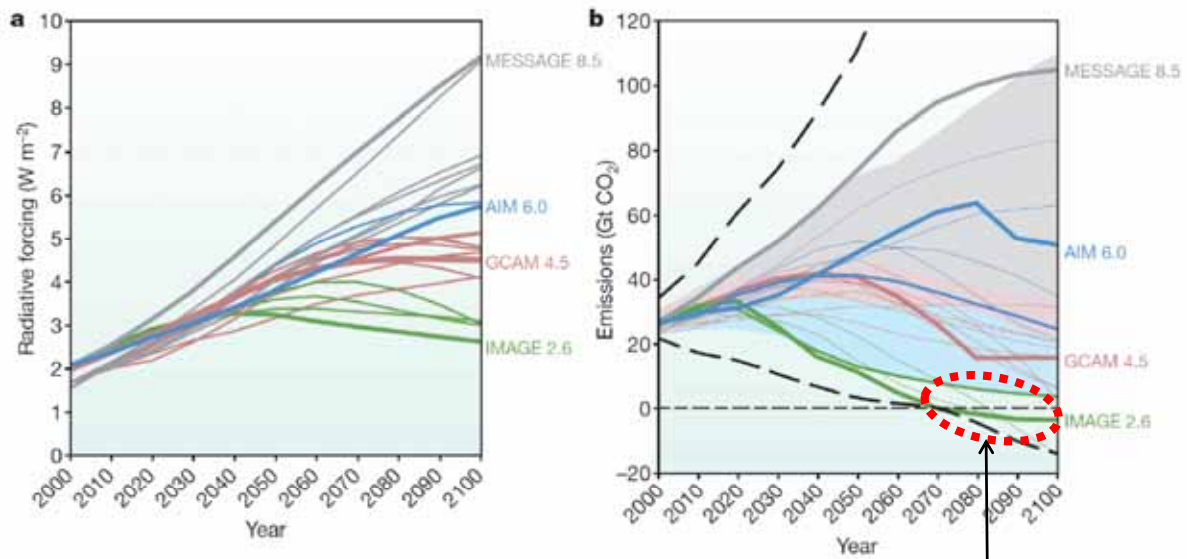 a
Radiative forcing (W m⁻²)
10
9
8
7
6
5
4
3
2
1
0
2000
2010
2020
2030
2040
2050
2060
2070
2080
2090
2100
Year
MESSAGE 8.5
AIM 6.0
GCAM 4.5
IMAGE 2.6
b
Emissions (Gt CO₂)
120
100
80
60
40
20
0
−20
2000
2010
2020
2030
2040
2050
2060
2070
2080
2090
2100
Year
MESSAGE 8.5
AIM 6.0
GCAM 4.5
IMAGE 2.6